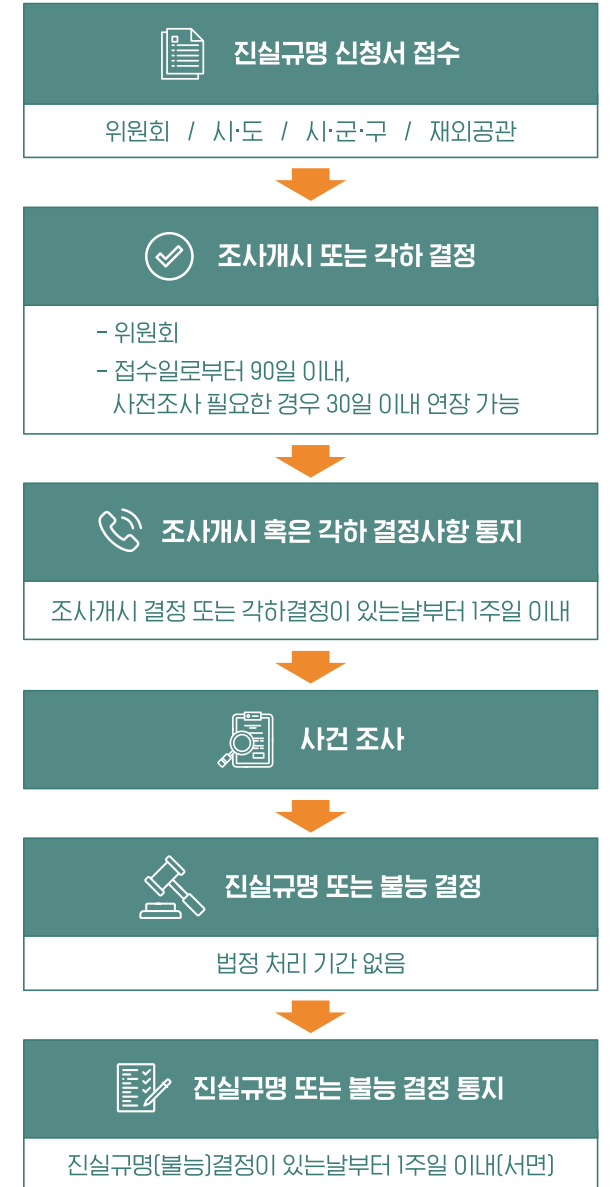 진실규명 신청서 접수
위원회 / 시·도 / 시·군·구 / 재외공관
조사개시 또는 각하 결정
- 위원회
- 접수일로부터 90일 이내,
사전조사 필요한 경우 30일 이내 연장 가능
조사개시 혹은 각하 결정사항 통지
조사개시 결정 또는 각하결정이 있는날부터 1주일 이내
사건 조사
진실규명 또는 불능 결정
법정 처리 기간 없음
진실규명 또는 불능 결정 통지
진실규명(불능)결정이 있는날부터 1주일 이내(서면)